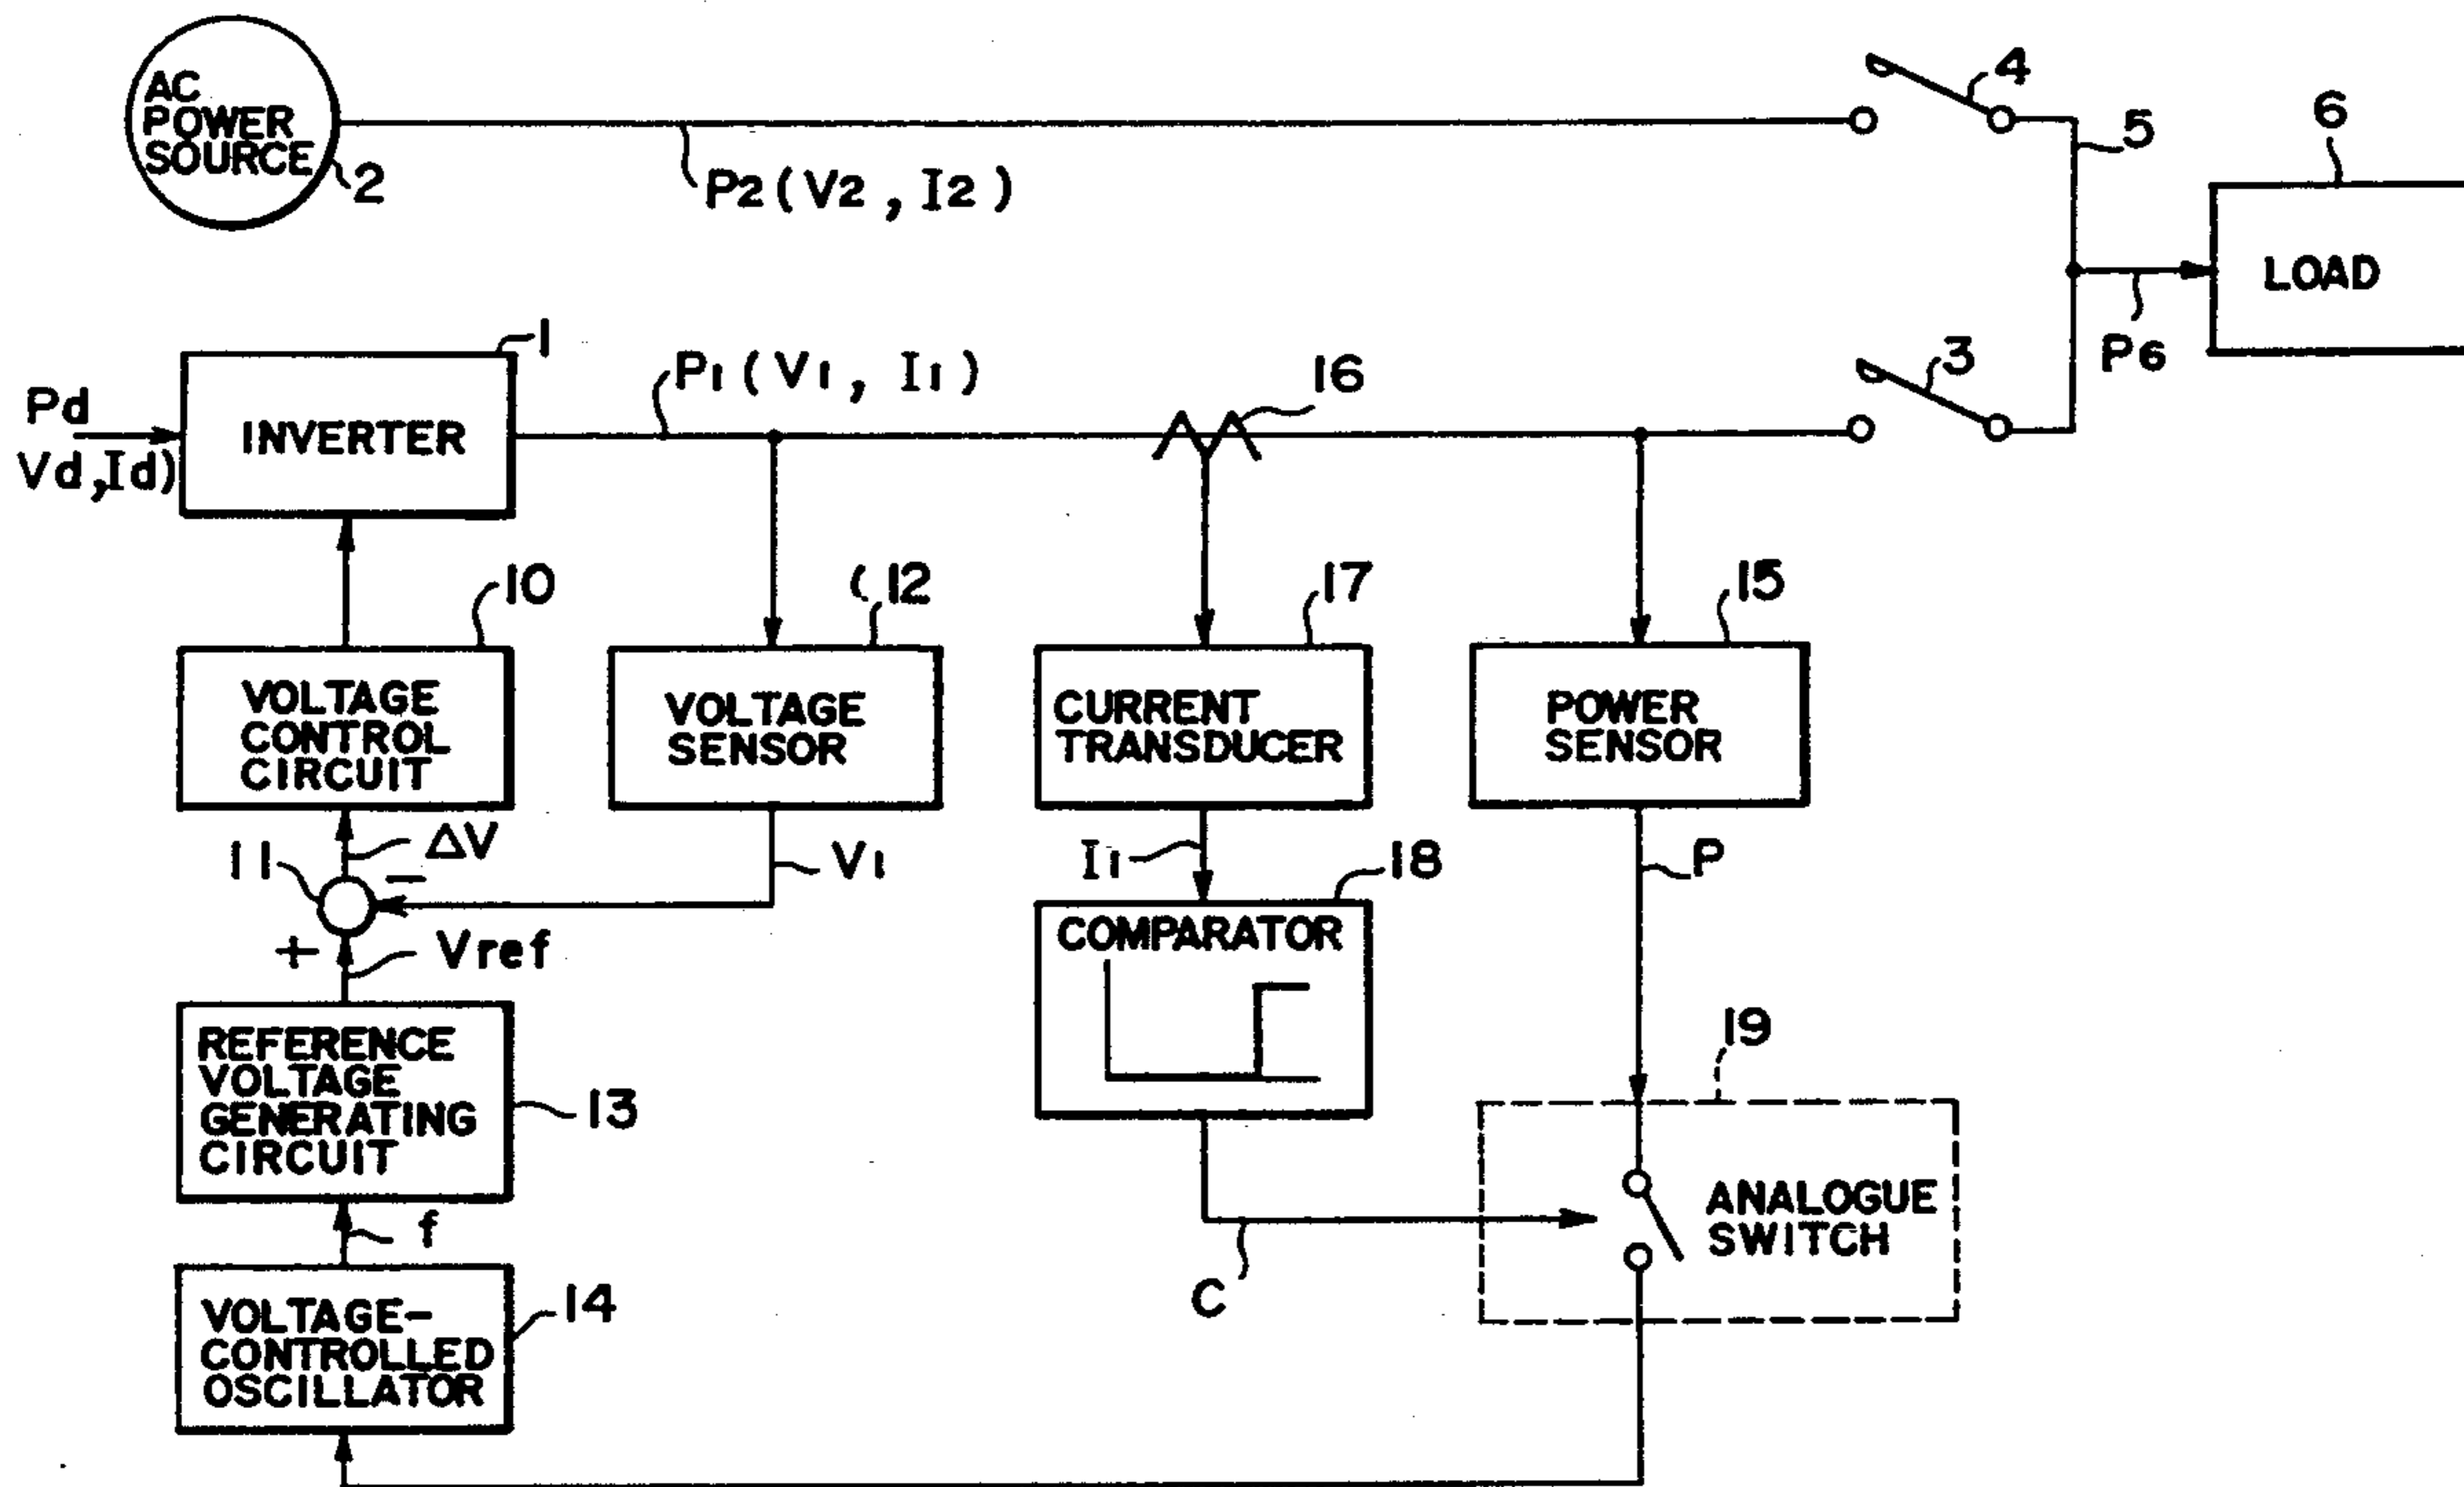 AC
POWER
SOURCE
2
P2(V2, I2)
4
5
6
LOAD
P6
3
1
Pd
Vd,Id)
INVERTER
P1(V1, I1)
16
10
(12
17
15
VOLTAGE
CONTROL
CIRCUIT
VOLTAGE
SENSOR
CURRENT
TRANSDUCER
POWER
SENSOR
11
ΔV
−
V1
I1
18
P
+
Vref
COMPARATOR
REFERENCE
VOLTAGE
GENERATING
CIRCUIT
13
19
ANALOGUE
SWITCH
f
C
VOLTAGE-
CONTROLLED
OSCILLATOR
14